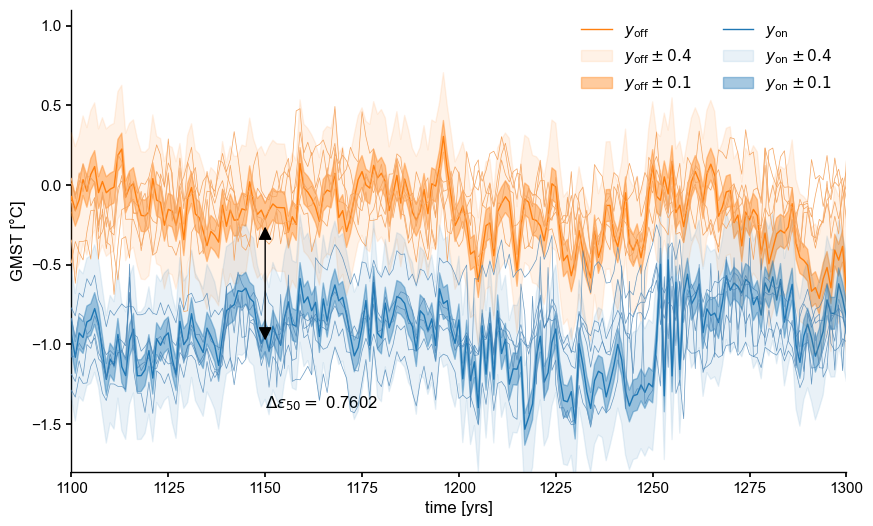 1.0
0.5
0.0
−0.5
−1.0
−1.5
GMST [°C]
y_off
y_off ± 0.4
y_off ± 0.1
y_on
y_on ± 0.4
y_on ± 0.1
Δε₅₀ = 0.7602
1100 1125 1150 1175 1200 1225 1250 1275 1300
time [yrs]